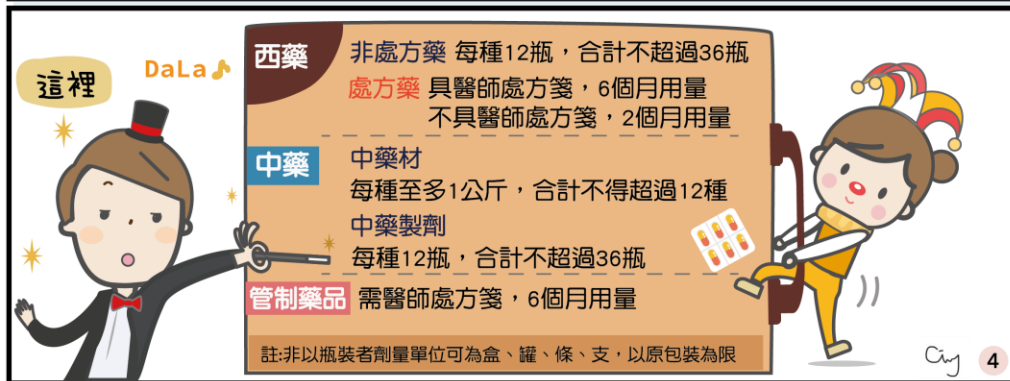 這裡
DaLa♪
西藥
非處方藥 每種12瓶，合計不超過36瓶
處方藥 具醫師處方箋，6個月用量
不具醫師處方箋，2個月用量
中藥
中藥材
每種至多1公斤，合計不得超過12種
中藥製劑
每種12瓶，合計不超過36瓶
管制藥品 需醫師處方箋，6個月用量
註:非以瓶裝者劑量單位可為盒、罐、條、支，以原包裝為限
4